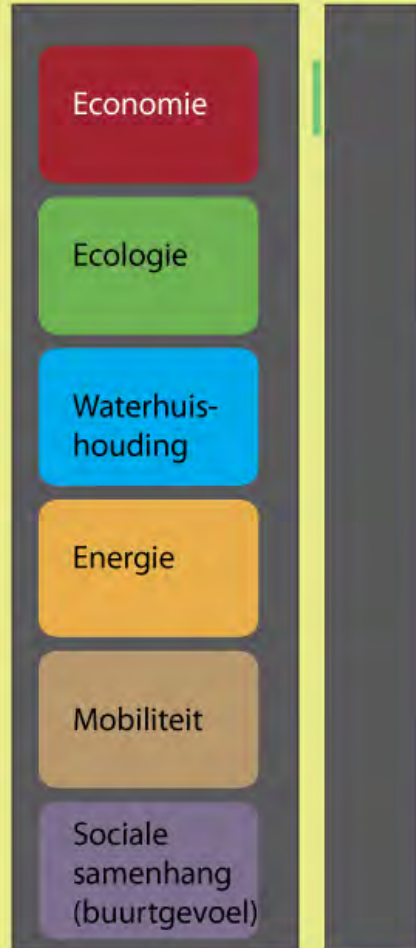 Economie
Ecologie
Waterhuis-
houding
Energie
Mobiliteit
Sociale
samenhang
(buurtgevoel)